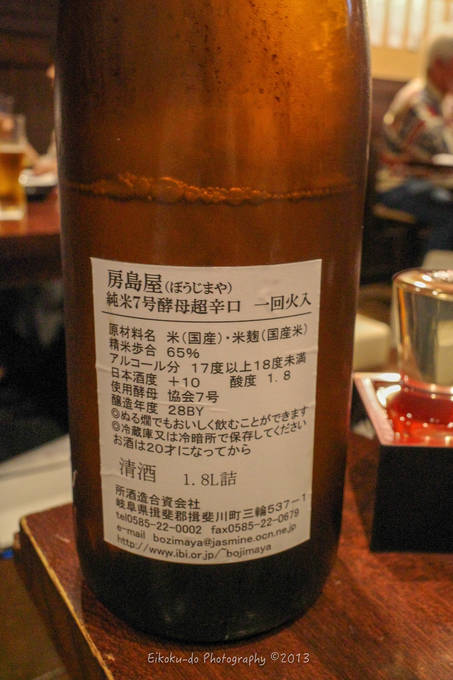 房島屋(ぼうじまや)
純米7号酵母超辛口 一回火入
原材料名 米(国産)・米麹(国産米)
精米歩合 65%
アルコール分 17度以上18度未満
日本酒度 +10 酸度 1.8
使用酵母 協会7号
醸造年度 28BY
◎ぬる燗でもおいしく飲むことができます
◎冷蔵庫又は冷暗所で保存してください
お酒は20才になってから
清酒 1.8L詰
所酒造合資会社
岐阜県揖斐郡揖斐川町三輪537-1
tel0585-22-0002 fax0585-22-0679
e-mail bozimaya@jasmine.ocn.ne.jp
http://www.ibi.or.jp/~bojimaya
Eikoku-do Photography ©2013